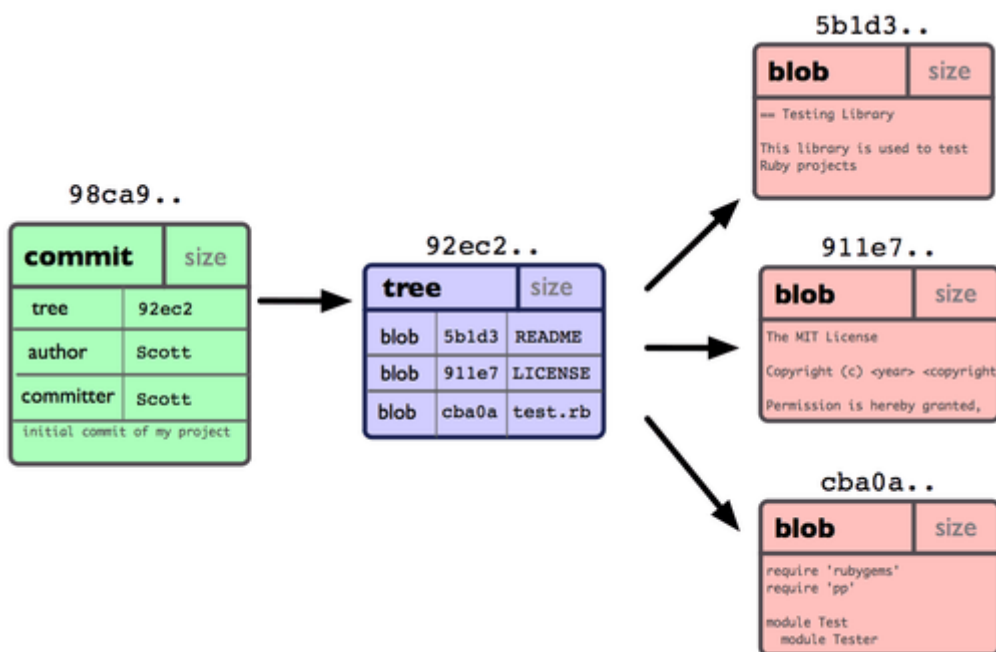 98ca9..
commit size
tree 92ec2
author Scott
committer Scott
initial commit of my project
92ec2..
tree size
blob 5b1d3 README
blob 911e7 LICENSE
blob cba0a test.rb
5b1d3..
blob size
== Testing Library
This library is used to test
Ruby projects
911e7..
blob size
The MIT License
Copyright (c) <year> <copyright
Permission is hereby granted,
cba0a..
blob size
require 'rubygems'
require 'pp'
module Test
module Tester